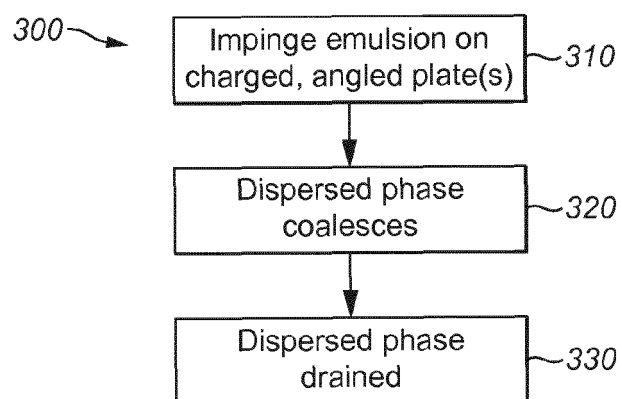 300
Impinge emulsion on
charged, angled plate(s)
310
Dispersed phase
coalesces
320
Dispersed phase
drained
330